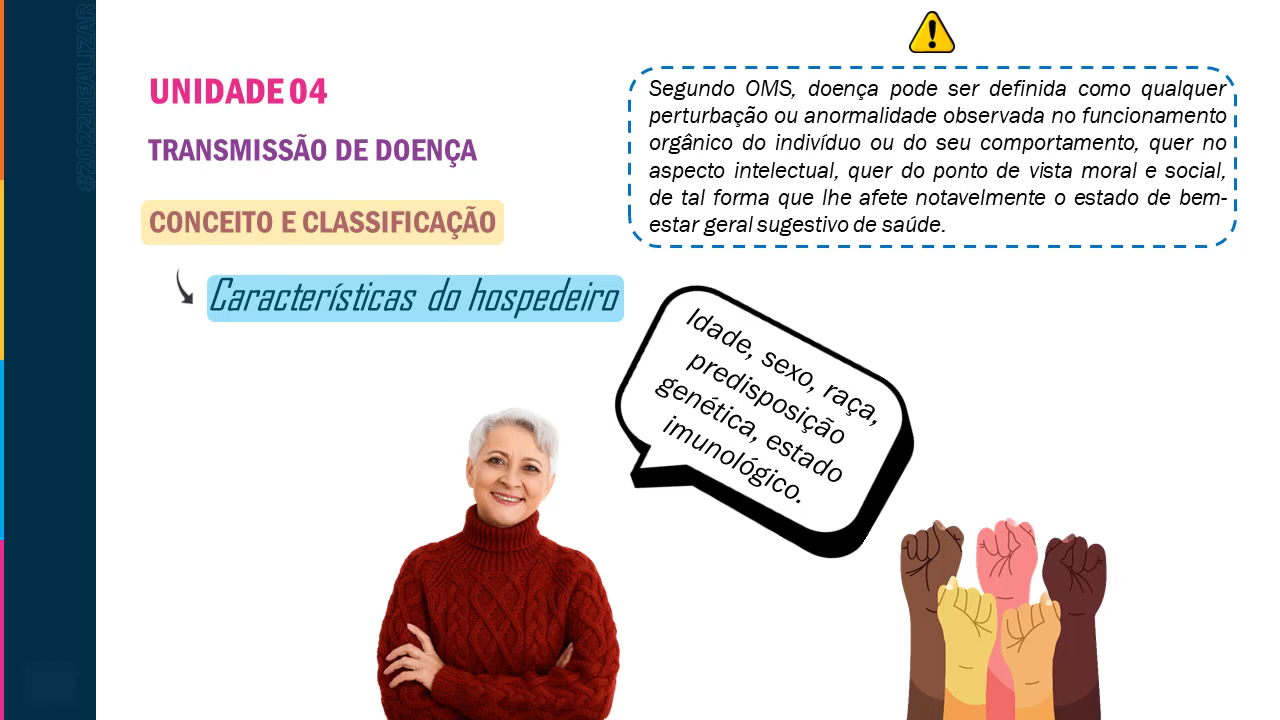 #2022REALIZAR
UNIDADE 04
TRANSMISSÃO DE DOENÇA
CONCEITO E CLASSIFICAÇÃO
Características do hospedeiro
Segundo OMS, doença pode ser definida como qualquer
perturbação ou anormalidade observada no funcionamento
orgânico do indivíduo ou do seu comportamento, quer no
aspecto intelectual, quer do ponto de vista moral e social,
de tal forma que lhe afete notavelmente o estado de bem-
estar geral sugestivo de saúde.
Idade, sexo, raça,
predisposição
genética, estado
imunológico.